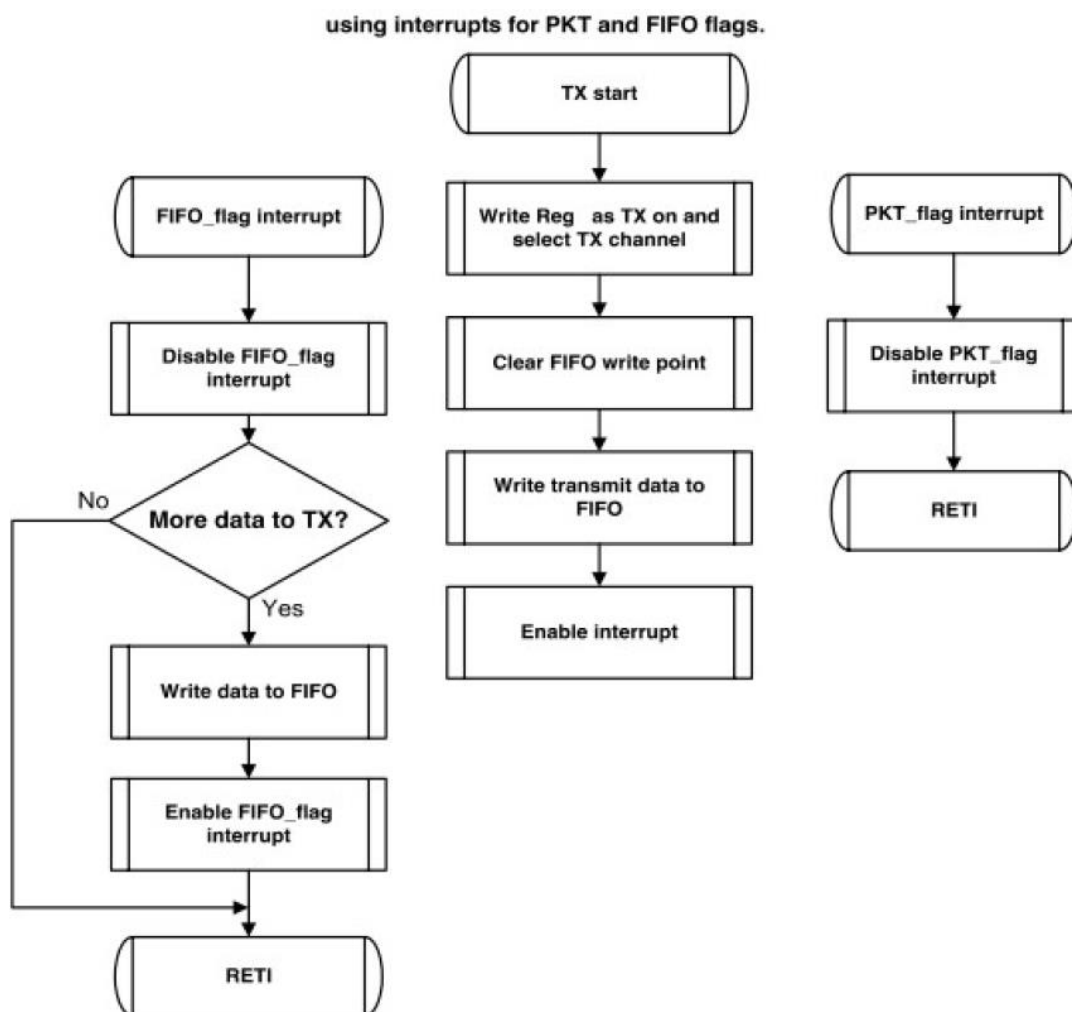 using interrupts for PKT and FIFO flags.
TX start
FIFO_flag interrupt
Write Reg as TX on and
select TX channel
PKT_flag interrupt
Disable FIFO_flag
interrupt
Clear FIFO write point
Disable PKT_flag
interrupt
No
More data to TX?
Write transmit data to
FIFO
RETI
Yes
Enable interrupt
Write data to FIFO
Enable FIFO_flag
interrupt
RETI